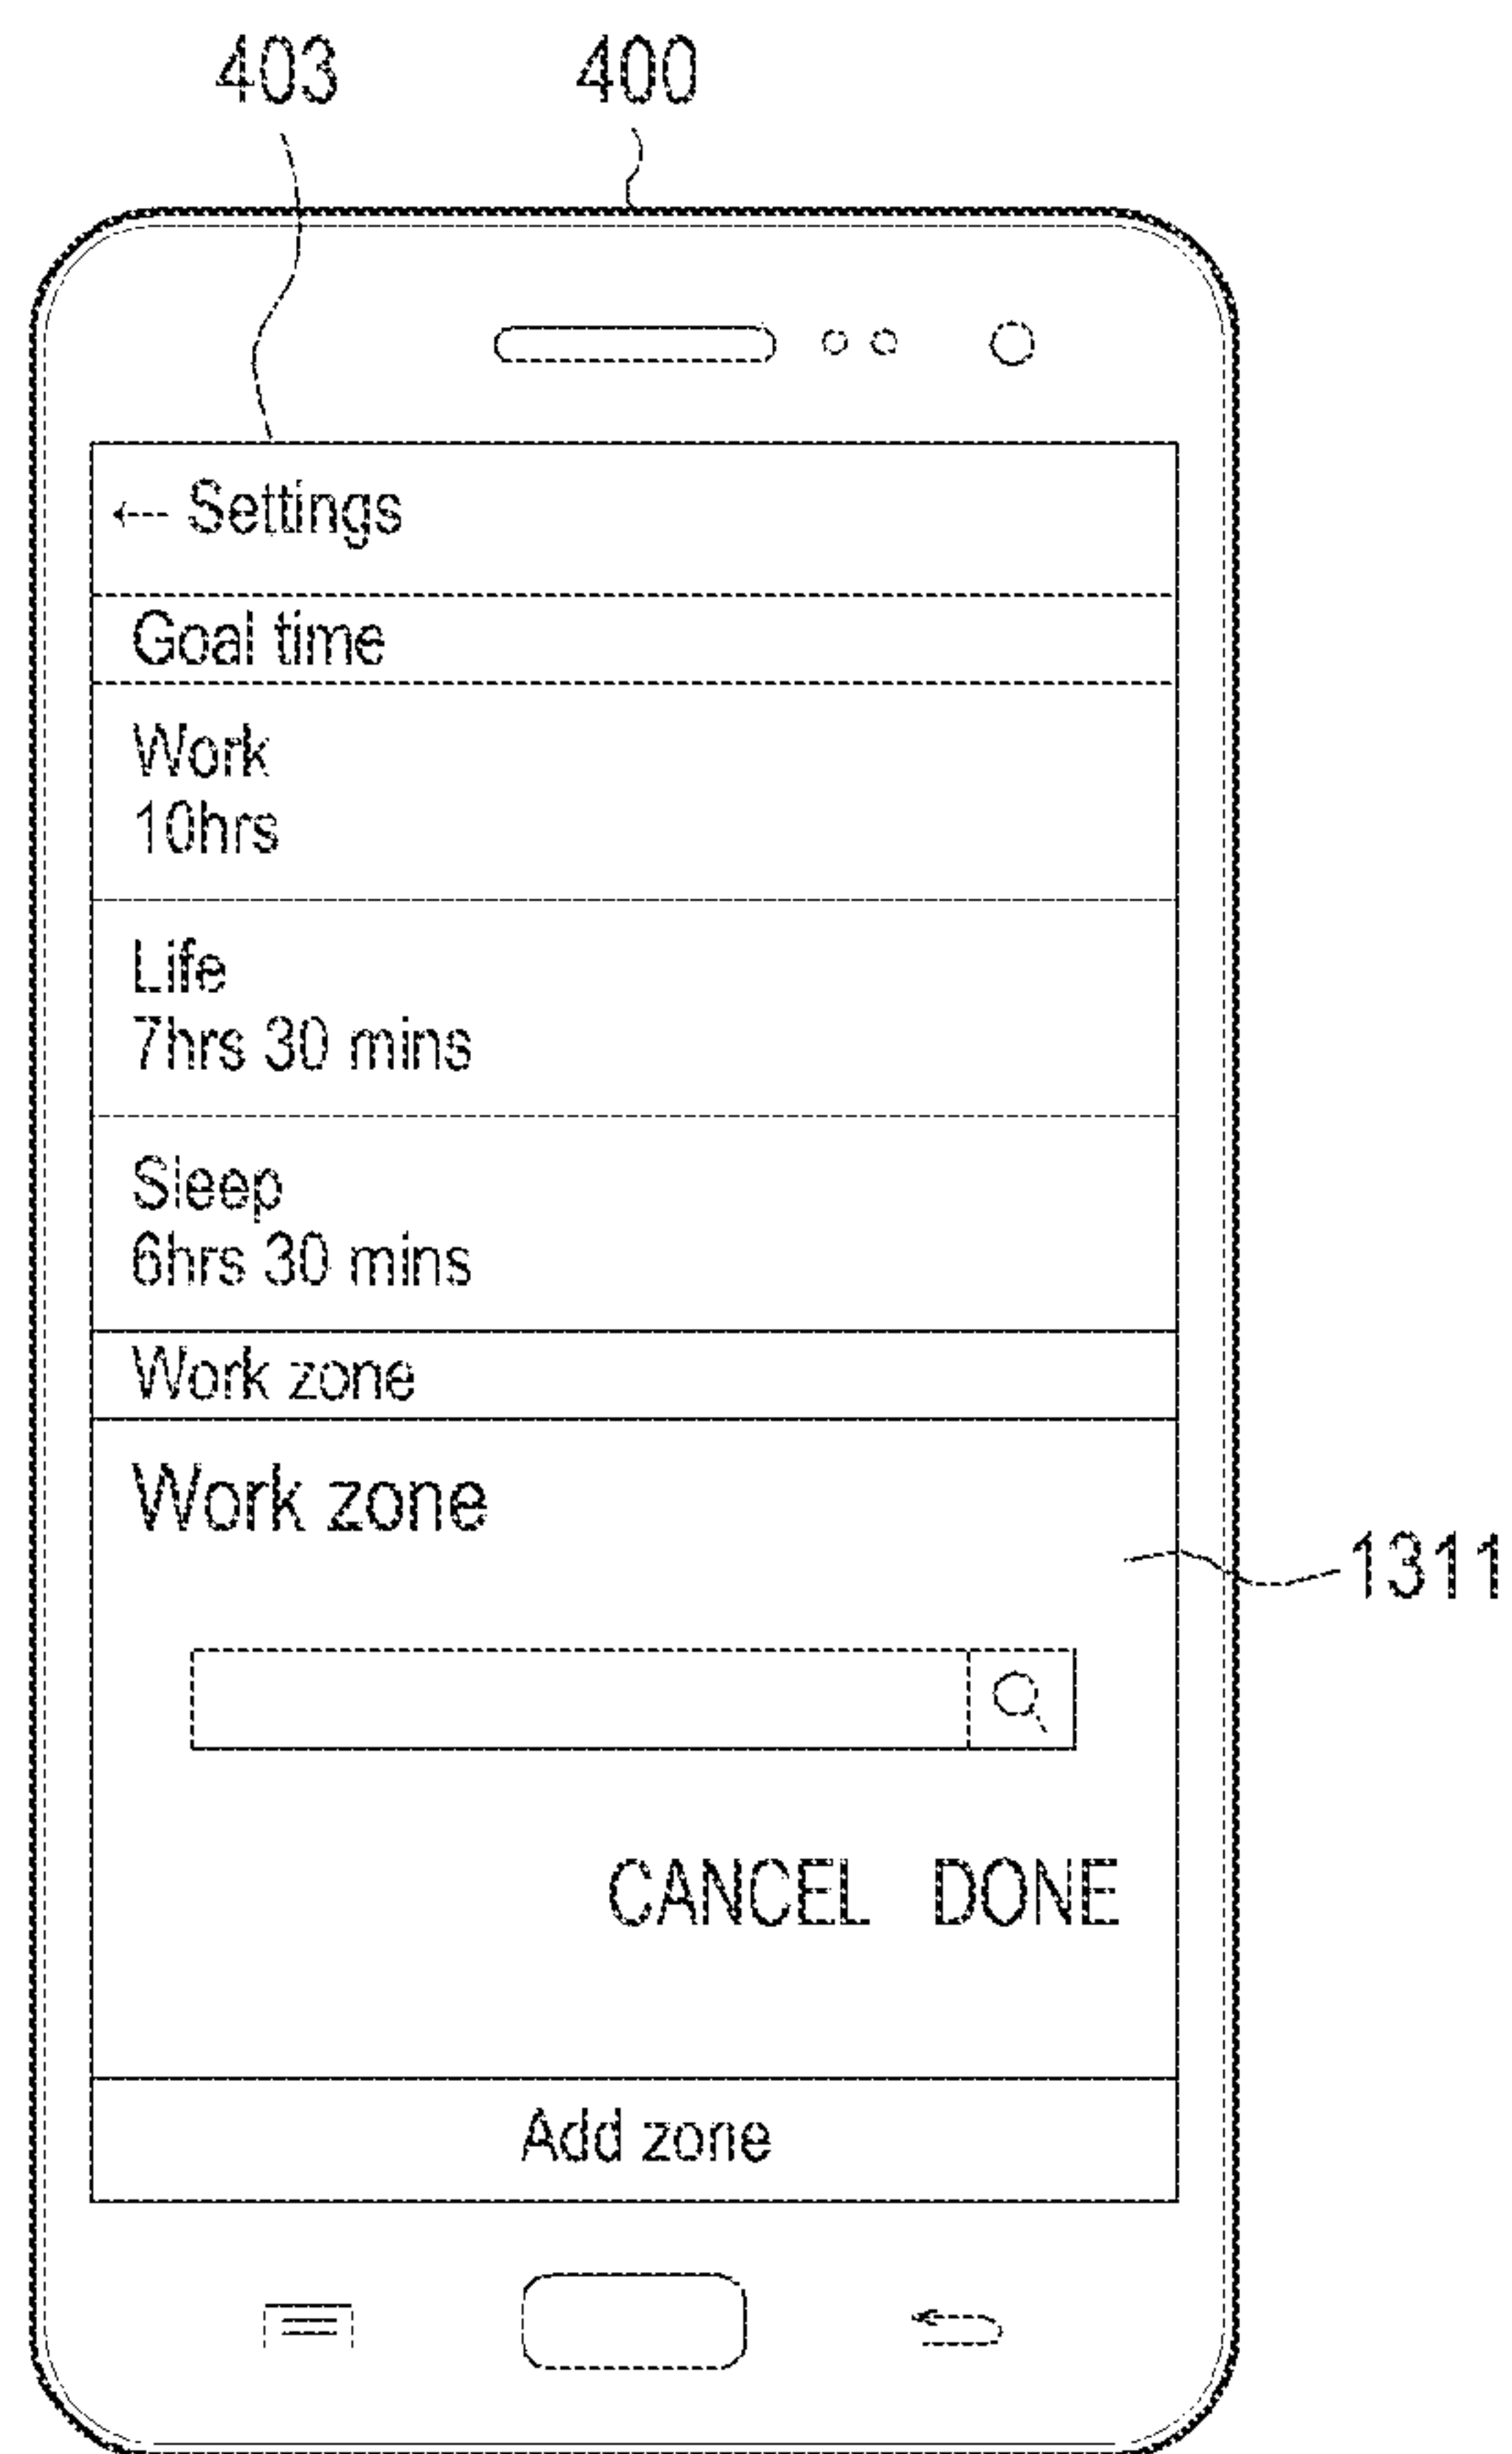 403 400
← Settings
Goal time
Work
10hrs
Life
7hrs 30 mins
Sleep
6hrs 30 mins
Work zone
Work zone
1311
CANCEL DONE
Add zone